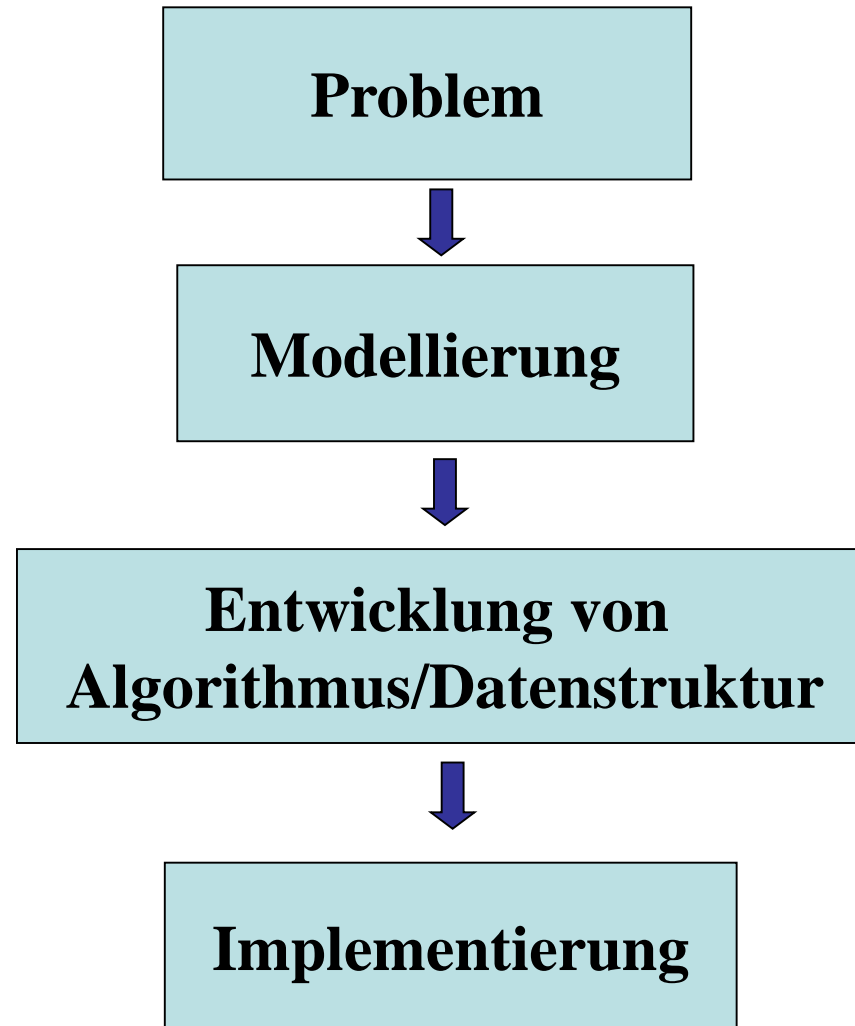 Problem
Modellierung
Entwicklung von
Algorithmus/Datenstruktur
Implementierung